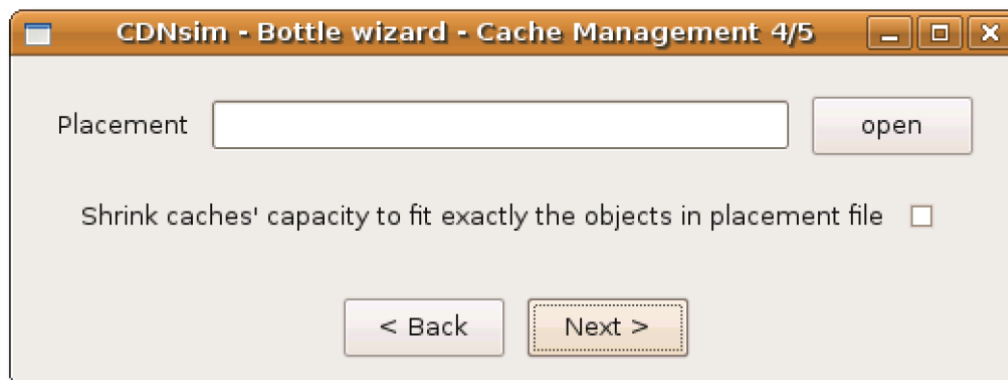 CDNsim - Bottle wizard - Cache Management 4/5
Placement open
Shrink caches' capacity to fit exactly the objects in placement file
< Back Next >